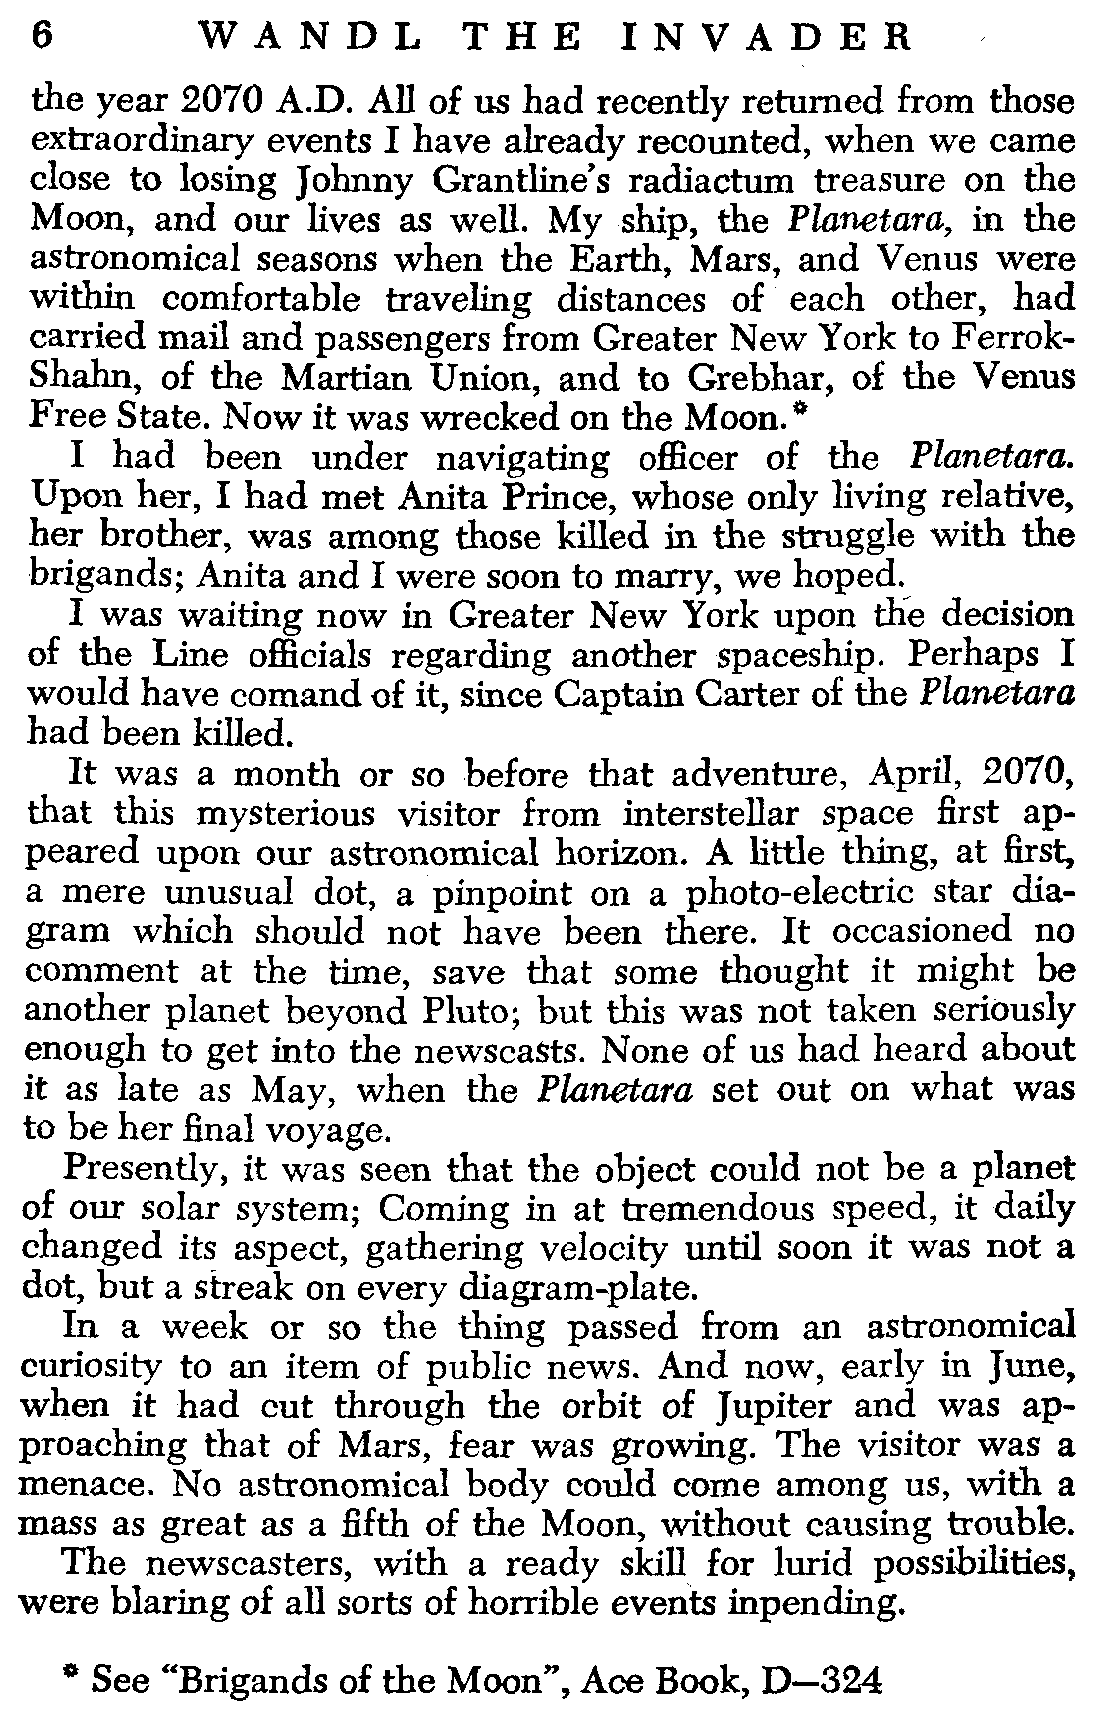 6 WANDL THE INVADER
the year 2070 A.D. All of us had recently returned from those
extraordinary events I have already recounted, when we came
close to losing Johnny Grantline's radiactum treasure on the
Moon, and our lives as well. My ship, the Planetara, in the
astronomical seasons when the Earth, Mars, and Venus were
within comfortable traveling distances of each other, had
carried mail and passengers from Greater New York to Ferrok-
Shahn, of the Martian Union, and to Grebhar, of the Venus
Free State. Now it was wrecked on the Moon.*
I had been under navigating officer of the Planetara.
Upon her, I had met Anita Prince, whose only living relative,
her brother, was among those killed in the struggle with the
brigands; Anita and I were soon to marry, we hoped.
I was waiting now in Greater New York upon the decision
of the Line officials regarding another spaceship. Perhaps I
would have comand of it, since Captain Carter of the Planetara
had been killed.
It was a month or so before that adventure, April, 2070,
that this mysterious visitor from interstellar space first ap-
peared upon our astronomical horizon. A little thing, at first,
a mere unusual dot, a pinpoint on a photo-electric star dia-
gram which should not have been there. It occasioned no
comment at the time, save that some thought it might be
another planet beyond Pluto; but this was not taken seriously
enough to get into the newscasts. None of us had heard about
it as late as May, when the Planetara set out on what was
to be her final voyage.
Presently, it was seen that the object could not be a planet
of our solar system; Coming in at tremendous speed, it daily
changed its aspect, gathering velocity until soon it was not a
dot, but a streak on every diagram-plate.
In a week or so the thing passed from an astronomical
curiosity to an item of public news. And now, early in June,
when it had cut through the orbit of Jupiter and was ap-
proaching that of Mars, fear was growing. The visitor was a
menace. No astronomical body could come among us, with a
mass as great as a fifth of the Moon, without causing trouble.
The newscasters, with a ready skill for lurid possibilities,
were blaring of all sorts of horrible events inpending.
* See "Brigands of the Moon", Ace Book, D—324